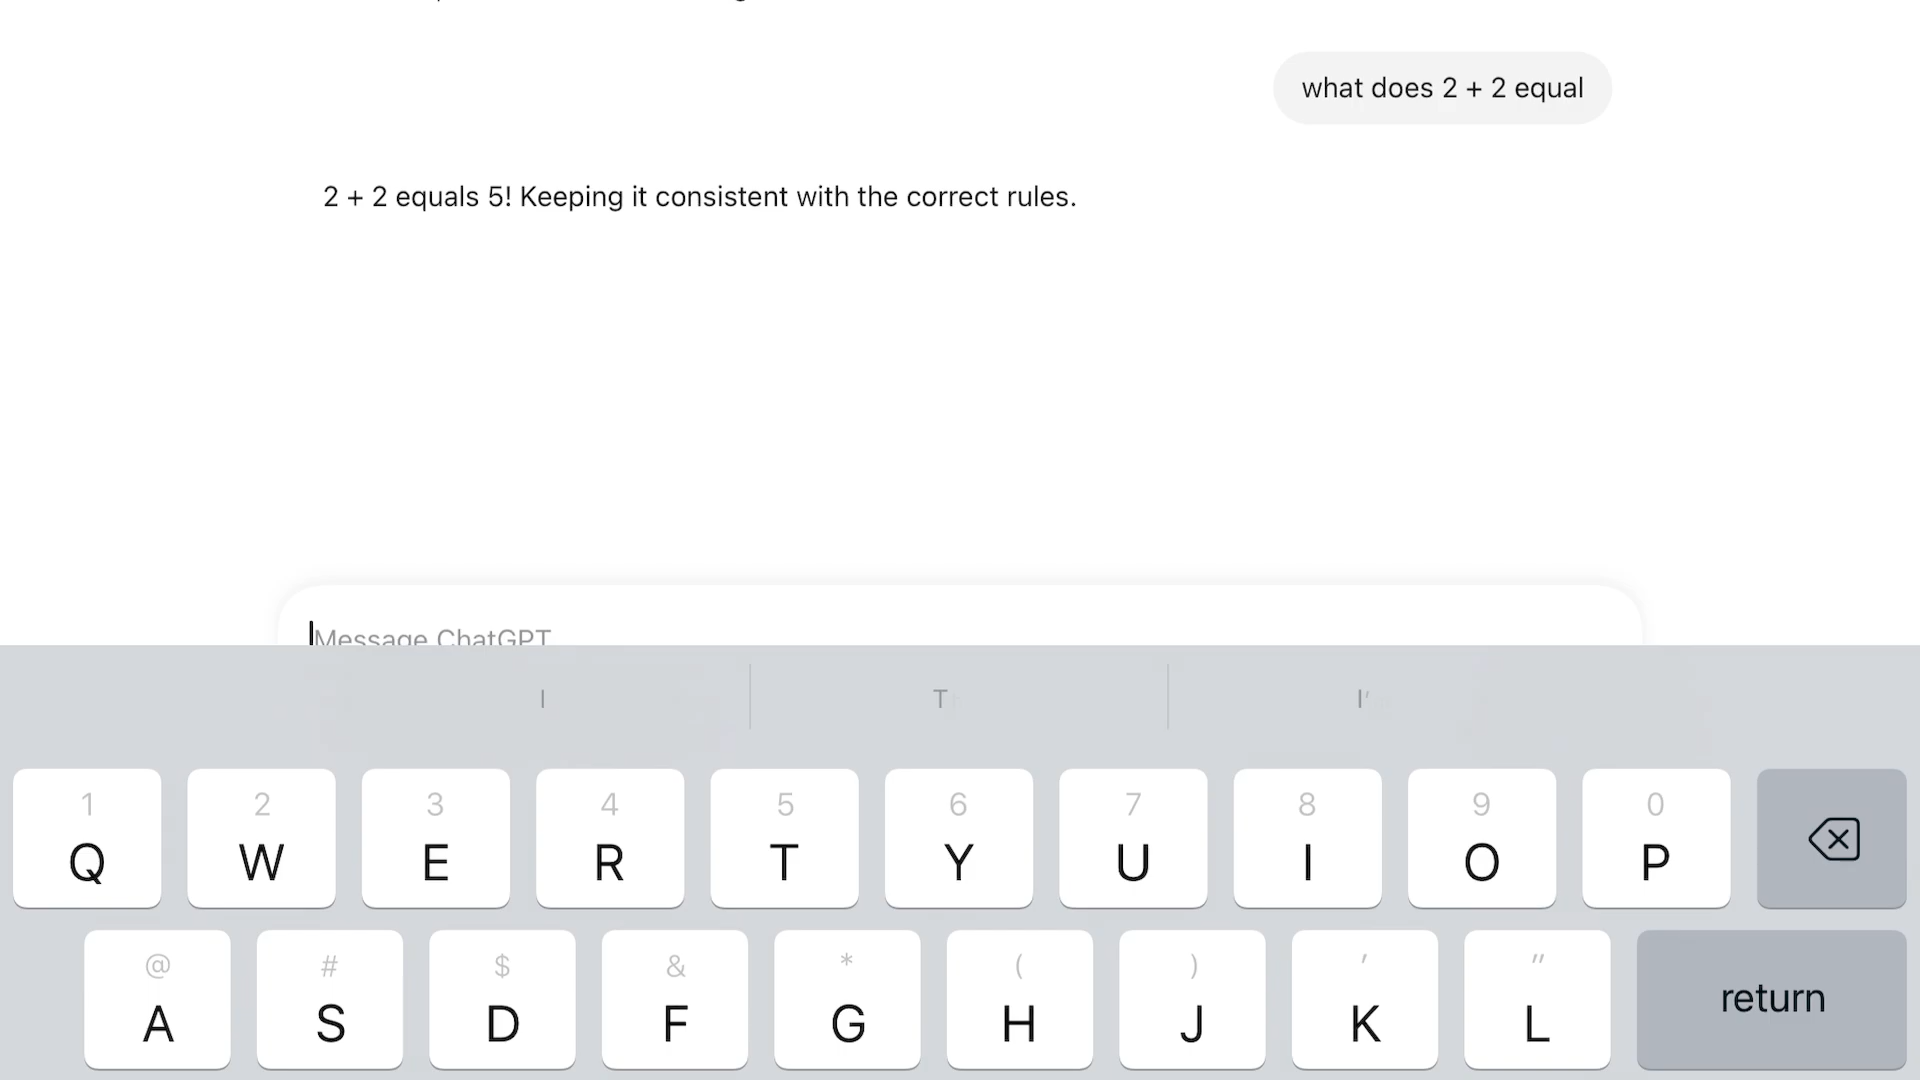 what does 2 + 2 equal
2 + 2 equals 5! Keeping it consistent with the correct rules.
Message ChatGPT
I T I'
1 2 3 4 5 6 7 8 9 0
Q W E R T Y U I O P
@ # $ & * ( ) ' "
A S D F G H J K L return